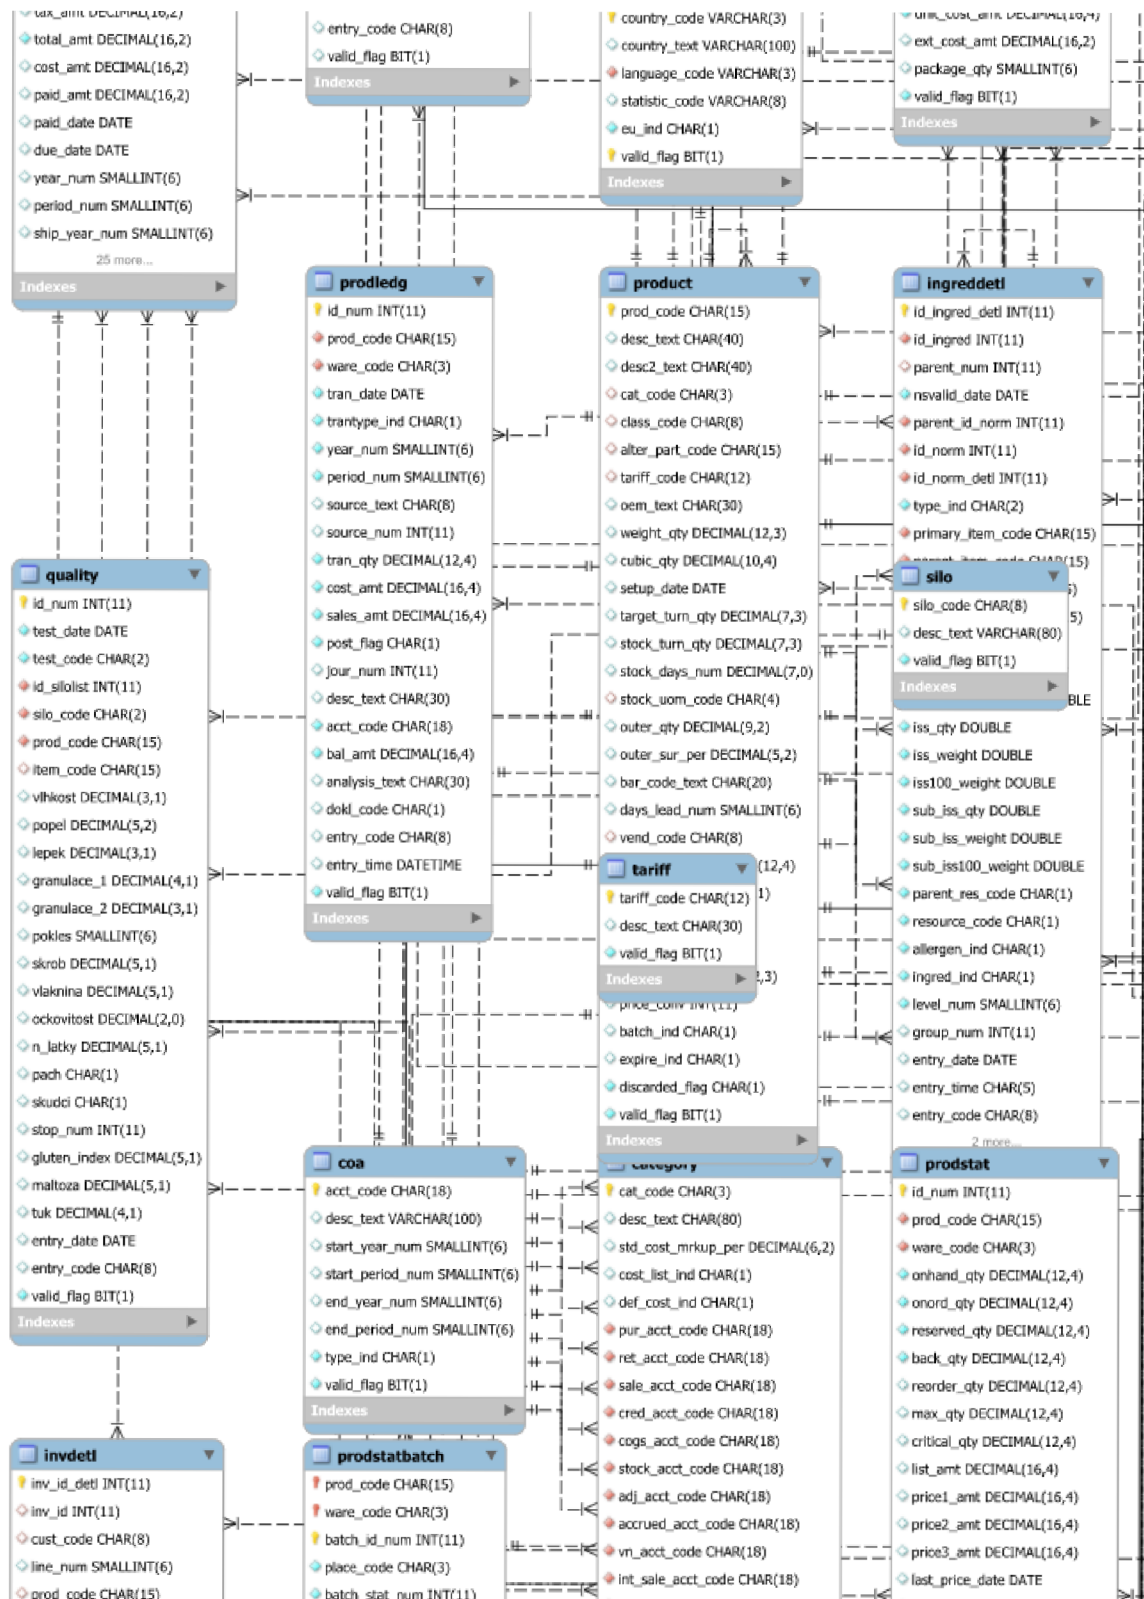 tax_amt DECIMAL(16,2)
total_amt DECIMAL(16,2)
cost_amt DECIMAL(16,2)
paid_amt DECIMAL(16,2)
paid_date DATE
due_date DATE
year_num SMALLINT(6)
period_num SMALLINT(6)
ship_year_num SMALLINT(6)
25 more...
Indexes
entry_code CHAR(8)
valid_flag BIT(1)
Indexes
country_code VARCHAR(3)
country_text VARCHAR(100)
language_code VARCHAR(3)
statistic_code VARCHAR(8)
eu_ind CHAR(1)
valid_flag BIT(1)
Indexes
unit_cost_amt DECIMAL(16,4)
ext_cost_amt DECIMAL(16,2)
package_qty SMALLINT(6)
valid_flag BIT(1)
Indexes
prodledg
id_num INT(11)
prod_code CHAR(15)
ware_code CHAR(3)
tran_date DATE
trantype_ind CHAR(1)
year_num SMALLINT(6)
period_num SMALLINT(6)
source_text CHAR(8)
source_num INT(11)
tran_qty DECIMAL(12,4)
cost_amt DECIMAL(16,4)
sales_amt DECIMAL(16,4)
post_flag CHAR(1)
jour_num INT(11)
desc_text CHAR(30)
acct_code CHAR(18)
bal_amt DECIMAL(16,4)
analysis_text CHAR(30)
dokl_code CHAR(1)
entry_code CHAR(8)
entry_time DATETIME
valid_flag BIT(1)
Indexes
product
prod_code CHAR(15)
desc_text CHAR(40)
desc2_text CHAR(40)
cat_code CHAR(3)
class_code CHAR(8)
alter_part_code CHAR(15)
tariff_code CHAR(12)
oem_text CHAR(30)
weight_qty DECIMAL(12,3)
cubic_qty DECIMAL(10,4)
setup_date DATE
target_turn_qty DECIMAL(7,3)
stock_turn_qty DECIMAL(7,3)
stock_days_num DECIMAL(7,0)
stock_uom_code CHAR(4)
outer_qty DECIMAL(9,2)
outer_sur_per DECIMAL(5,2)
bar_code_text CHAR(20)
days_lead_num SMALLINT(6)
vend_code CHAR(8)
(12,4)
1)
2,3)
price_conv INT(11)
batch_ind CHAR(1)
expire_ind CHAR(1)
discarded_flag CHAR(1)
valid_flag BIT(1)
Indexes
tariff
tariff_code CHAR(12)
desc_text CHAR(30)
valid_flag BIT(1)
Indexes
ingreddetl
id_ingred_detl INT(11)
id_ingred INT(11)
parent_num INT(11)
nsvalid_date DATE
parent_id_norm INT(11)
id_norm INT(11)
id_norm_detl INT(11)
type_ind CHAR(2)
primary_item_code CHAR(15)
parent_item_code CHAR(15)
5)
BLE
iss_qty DOUBLE
iss_weight DOUBLE
iss100_weight DOUBLE
sub_iss_qty DOUBLE
sub_iss_weight DOUBLE
sub_iss100_weight DOUBLE
parent_res_code CHAR(1)
resource_code CHAR(1)
allergen_ind CHAR(1)
ingred_ind CHAR(1)
level_num SMALLINT(6)
group_num INT(11)
entry_date DATE
entry_time CHAR(5)
entry_code CHAR(8)
2 more...
silo
silo_code CHAR(8)
desc_text VARCHAR(80)
valid_flag BIT(1)
Indexes
quality
id_num INT(11)
test_date DATE
test_code CHAR(2)
id_silolist INT(11)
silo_code CHAR(2)
prod_code CHAR(15)
item_code CHAR(15)
vlhkost DECIMAL(3,1)
popel DECIMAL(5,2)
lepek DECIMAL(3,1)
granulace_1 DECIMAL(4,1)
granulace_2 DECIMAL(3,1)
pokles SMALLINT(6)
skrob DECIMAL(5,1)
vlaknina DECIMAL(5,1)
ockovitost DECIMAL(2,0)
n_latky DECIMAL(5,1)
pach CHAR(1)
skudci CHAR(1)
stop_num INT(11)
gluten_index DECIMAL(5,1)
maltoza DECIMAL(5,1)
tuk DECIMAL(4,1)
entry_date DATE
entry_code CHAR(8)
valid_flag BIT(1)
Indexes
coa
acct_code CHAR(18)
desc_text VARCHAR(100)
start_year_num SMALLINT(6)
start_period_num SMALLINT(6)
end_year_num SMALLINT(6)
end_period_num SMALLINT(6)
type_ind CHAR(1)
valid_flag BIT(1)
Indexes
category
cat_code CHAR(3)
desc_text CHAR(80)
std_cost_mrkup_per DECIMAL(6,2)
cost_list_ind CHAR(1)
def_cost_ind CHAR(1)
pur_acct_code CHAR(18)
ret_acct_code CHAR(18)
sale_acct_code CHAR(18)
cred_acct_code CHAR(18)
cogs_acct_code CHAR(18)
stock_acct_code CHAR(18)
adj_acct_code CHAR(18)
accrued_acct_code CHAR(18)
vn_acct_code CHAR(18)
int_sale_acct_code CHAR(18)
prodstat
id_num INT(11)
prod_code CHAR(15)
ware_code CHAR(3)
onhand_qty DECIMAL(12,4)
onord_qty DECIMAL(12,4)
reserved_qty DECIMAL(12,4)
back_qty DECIMAL(12,4)
reorder_qty DECIMAL(12,4)
max_qty DECIMAL(12,4)
critical_qty DECIMAL(12,4)
list_amt DECIMAL(16,4)
price1_amt DECIMAL(16,4)
price2_amt DECIMAL(16,4)
price3_amt DECIMAL(16,4)
last_price_date DATE
invdetl
inv_id_detl INT(11)
inv_id INT(11)
cust_code CHAR(8)
line_num SMALLINT(6)
prod_code CHAR(15)
prodstatbatch
prod_code CHAR(15)
ware_code CHAR(3)
batch_id_num INT(11)
place_code CHAR(3)
batch_stat_num INT(11)